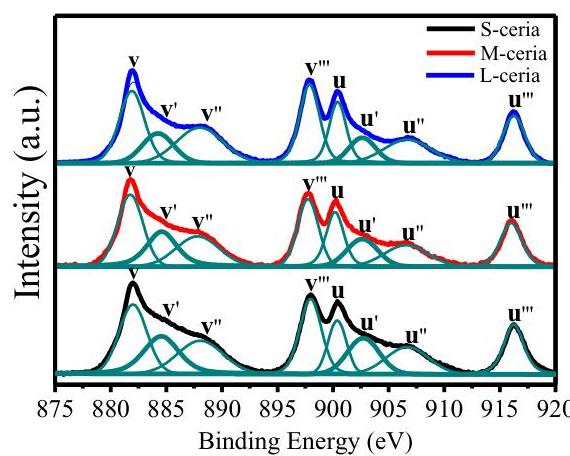 S-ceria
M-ceria
L-ceria
v v' v'' v''' u u' u'' u'''
v v' v'' v''' u u' u'' u'''
v v' v'' v''' u u' u'' u'''
Intensity (a.u.)
875 880 885 890 895 900 905 910 915 920
Binding Energy (eV)